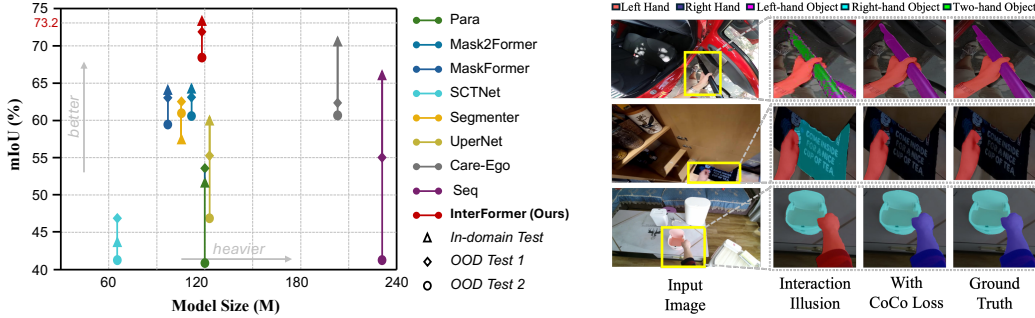 75
73.2
70
65
60
55
50
45
40
mIoU (%)
better
heavier
60
120
180
240
Model Size (M)
Para
Mask2Former
MaskFormer
SCTNet
Segmenter
UperNet
Care-Ego
Seq
InterFormer (Ours)
In-domain Test
OOD Test 1
OOD Test 2
Left Hand Right Hand Left-hand Object Right-hand Object Two-hand Object
CUP OF TEA
Input
Image
Interaction
Illusion
With
CoCo Loss
Ground
Truth